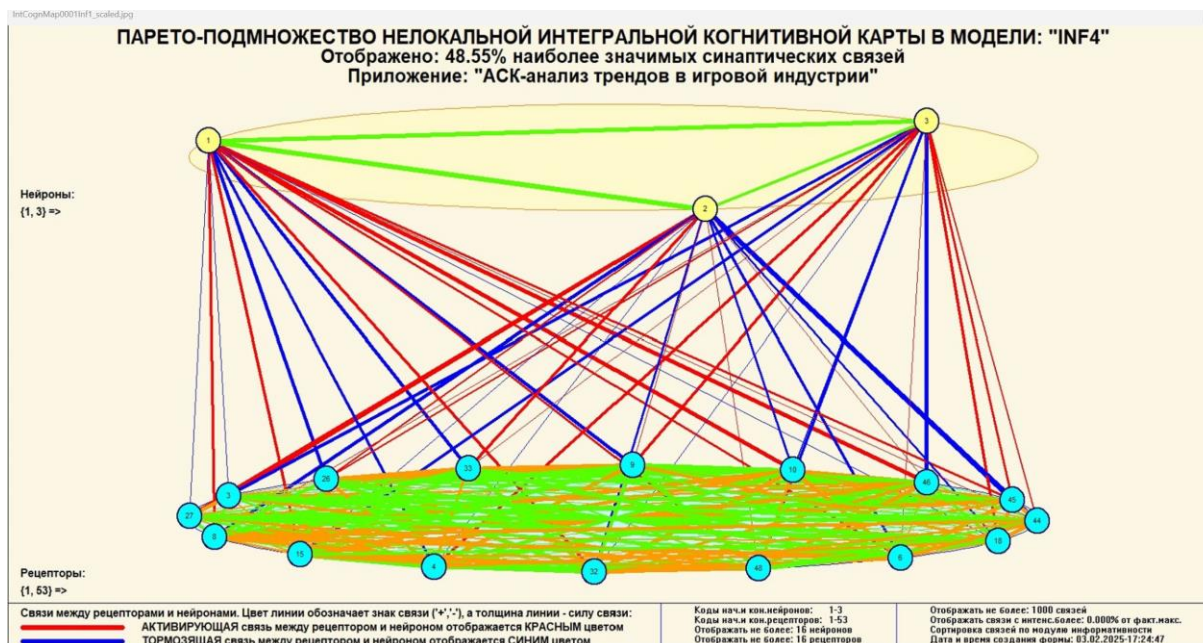 IntCognMap0001Inf1_scaled.jpg
ПАРЕТО-ПОДМНОЖЕСТВО НЕЛОКАЛЬНОЙ ИНТЕГРАЛЬНОЙ КОГНИТИВНОЙ КАРТЫ В МОДЕЛИ: "INF4"
Отображено: 48.55% наиболее значимых синаптических связей
Приложение: "АСК-анализ трендов в игровой индустрии"
1
3
2
Нейроны:
{1, 3} =>
33
9
10
26
46
3
45
27
44
8
18
15
6
4
32
48
Рецепторы:
{1, 53} =>
Связи между рецепторами и нейронами. Цвет линии обозначает знак связи ('+','-'), а толщина линии - силу связи:
АКТИВИРУЮЩАЯ связь между рецептором и нейроном отображается КРАСНЫМ цветом
ТОРМОЗЯЩАЯ связь между рецептором и нейроном отображается СИНИМ цветом
Коды нач.и кон.нейронов: 1-3
Коды нач.и кон.рецепторов: 1-53
Отображать не более: 16 нейронов
Отображать не более: 16 рецепторов
Отображать не более: 1000 связей
Отображать связи с интенс.более: 0.000% от факт.макс.
Сортировка связей по модулю информативности
Дата и время создания формы: 03.02.2025-17:24:47